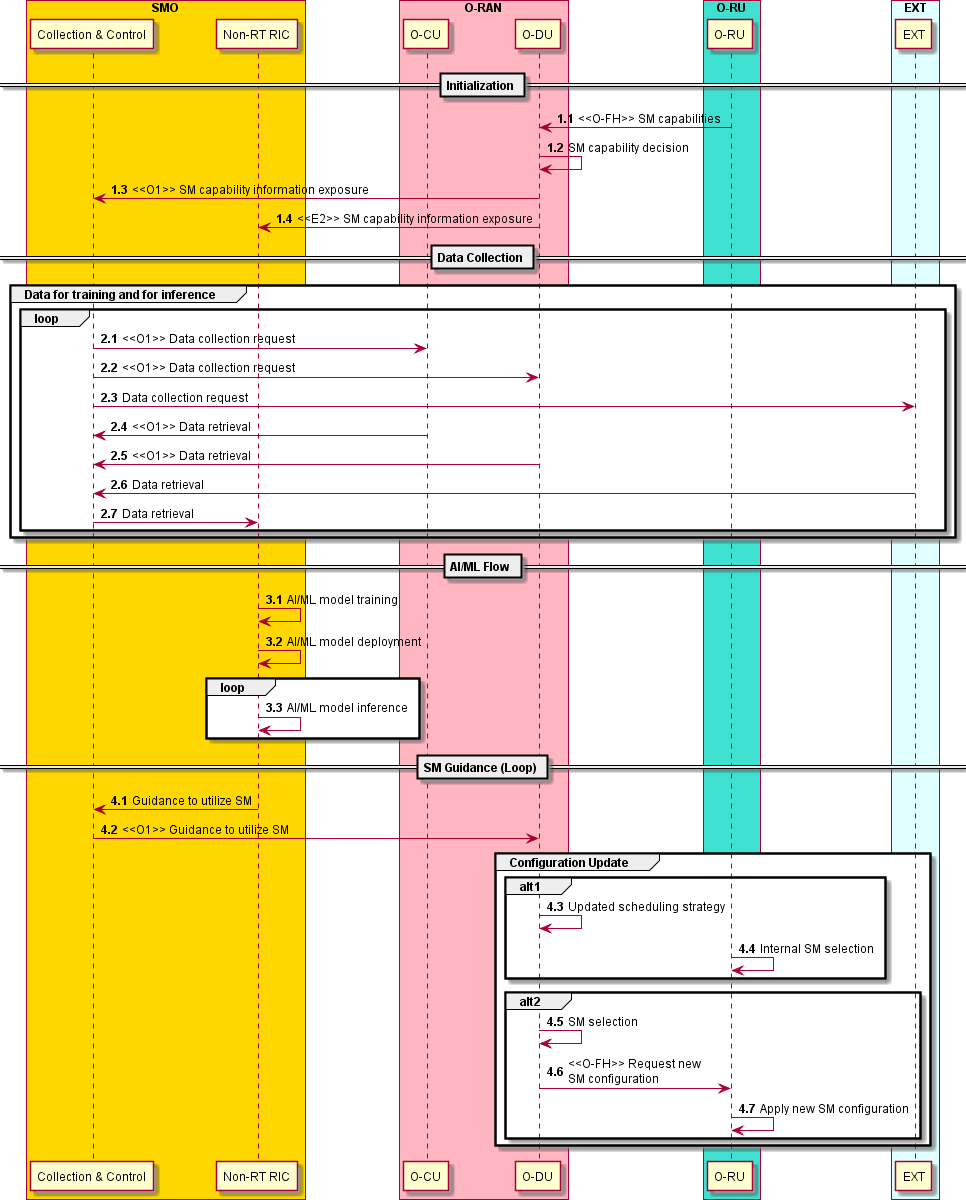 SMO O-RAN O-RU EXT
Collection & Control Non-RT RIC O-CU O-DU O-RU EXT
Initialization
1.1 <<O-FH>> SM capabilities
1.2 SM capability decision
1.3 <<O1>> SM capability information exposure
1.4 <<E2>> SM capability information exposure
Data Collection
Data for training and for inference
loop
2.1 <<O1>> Data collection request
2.2 <<O1>> Data collection request
2.3 Data collection request
2.4 <<O1>> Data retrieval
2.5 <<O1>> Data retrieval
2.6 Data retrieval
2.7 Data retrieval
AI/ML Flow
3.1 AI/ML model training
3.2 AI/ML model deployment
loop
3.3 AI/ML model inference
SM Guidance (Loop)
4.1 Guidance to utilize SM
4.2 <<O1>> Guidance to utilize SM
Configuration Update
alt1
4.3 Updated scheduling strategy
4.4 Internal SM selection
alt2
4.5 SM selection
4.6 <<O-FH>> Request new
SM configuration
4.7 Apply new SM configuration
Collection & Control Non-RT RIC O-CU O-DU O-RU EXT